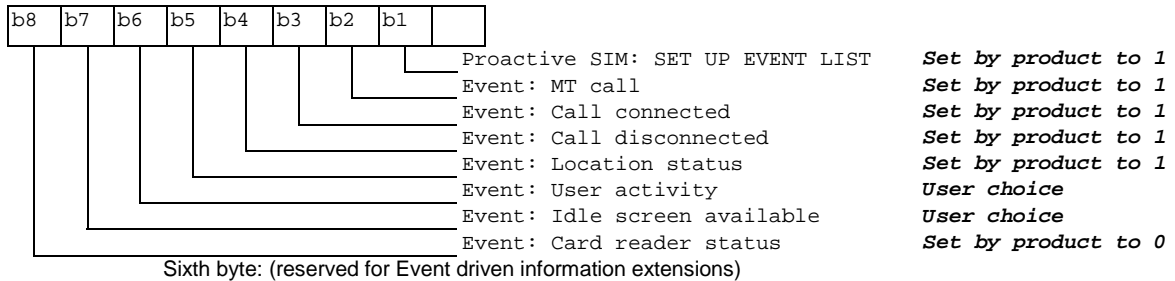 b8 b7 b6 b5 b4 b3 b2 b1
Proactive SIM: SET UP EVENT LIST Set by product to 1
Event: MT call Set by product to 1
Event: Call connected Set by product to 1
Event: Call disconnected Set by product to 1
Event: Location status Set by product to 1
Event: User activity User choice
Event: Idle screen available User choice
Event: Card reader status Set by product to 0
Sixth byte: (reserved for Event driven information extensions)